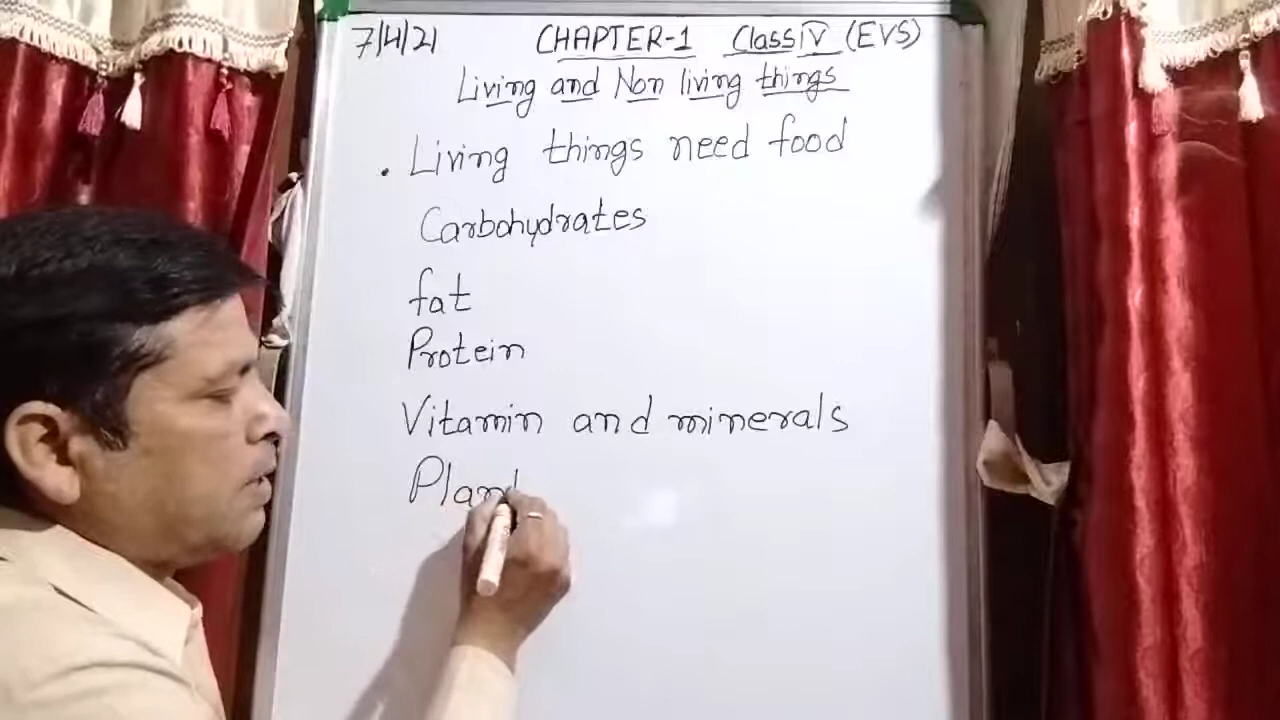 7/4/21 CHAPTER-1 Class IV (EVS)
Living and Non living things
. Living things need food
Carbohydrates
fat
Protein
Vitamin and minerals